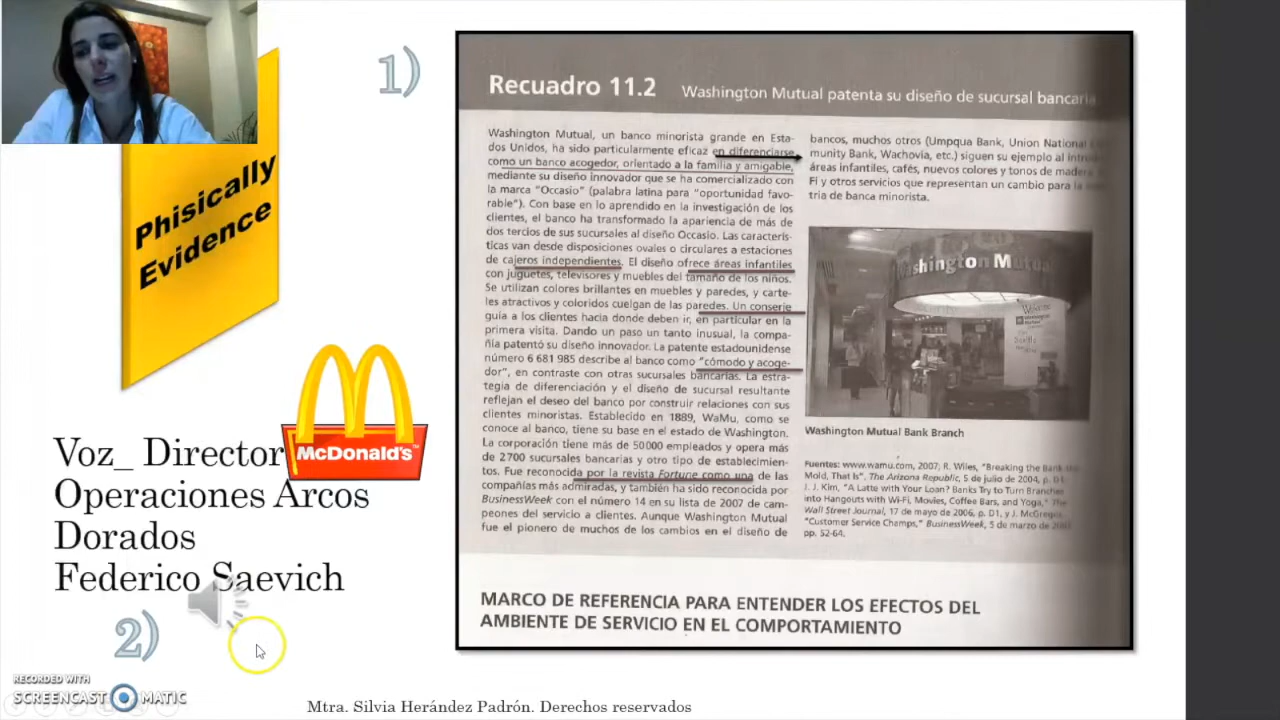 1)
Phisically
Evidence
McDonald's™
Voz_ Director
Operaciones Arcos
Dorados
Federico Saevich
2)
RECORDED WITH
SCREENCAST MATIC
Mtra. Silvia Herández Padrón. Derechos reservados
Recuadro 11.2 Washington Mutual patenta su diseño de sucursal bancaria
Washington Mutual, un banco minorista grande en Esta-
dos Unidos, ha sido particularmente eficaz en diferenciarse
como un banco acogedor, orientado a la familia y amigable,
mediante su diseño innovador que se ha comercializado con
la marca "Occasio" (palabra latina para "oportunidad favo-
rable"). Con base en lo aprendido en la investigación de los
clientes, el banco ha transformado la apariencia de más de
dos tercios de sus sucursales al diseño Occasio. Las caracterís-
ticas van desde disposiciones ovales o circulares a estaciones
de cajeros independientes. El diseño ofrece áreas infantiles
con juguetes, televisores y muebles del tamaño de los niños.
Se utilizan colores brillantes en muebles y paredes, y carte-
les atractivos y coloridos cuelgan de las paredes. Un conserje
guía a los clientes hacia donde deben ir, en particular en la
primera visita. Dando un paso un tanto inusual, la compa-
ñía patentó su diseño innovador. La patente estadounidense
número 6 681 985 describe al banco como "cómodo y acoge-
dor", en contraste con otras sucursales bancarias. La estra-
tegia de diferenciación y el diseño de sucursal resultante
reflejan el deseo del banco por construir relaciones con sus
clientes minoristas. Establecido en 1889, WaMu, como se
conoce al banco, tiene su base en el estado de Washington.
La corporación tiene más de 50 000 empleados y opera más
de 2 700 sucursales bancarias y otro tipo de establecimien-
tos. Fue reconocida por la revista Fortune como una de las
compañías más admiradas, y también ha sido reconocida por
BusinessWeek con el número 14 en su lista de 2007 de cam-
peones del servicio a clientes. Aunque Washington Mutual
fue el pionero de muchos de los cambios en el diseño de
bancos, muchos otros (Umpqua Bank, Union National
munity Bank, Wachovia, etc.) siguen su ejemplo al
áreas infantiles, cafés, nuevos colores y tonos de madera,
Fi y otros servicios que representan un cambio para la
tria de banca minorista.
Washington Mutual
Washington Mutual Bank Branch
Fuentes: www.wamu.com, 2007; R. Wiles, "Breaking the Bank
Mold, That Is", The Arizona Republic, 5 de julio de 2004, p. D1
J. J. Kim, "A Latte with Your Loan? Banks Try to Turn Branches
into Hangouts with Wi-Fi, Movies, Coffee Bars, and Yoga," The
Wall Street Journal, 17 de mayo de 2006, p. D1, y J. McGregor,
"Customer Service Champs," BusinessWeek, 5 de marzo de
pp. 52-64.
MARCO DE REFERENCIA PARA ENTENDER LOS EFECTOS DEL
AMBIENTE DE SERVICIO EN EL COMPORTAMIENTO